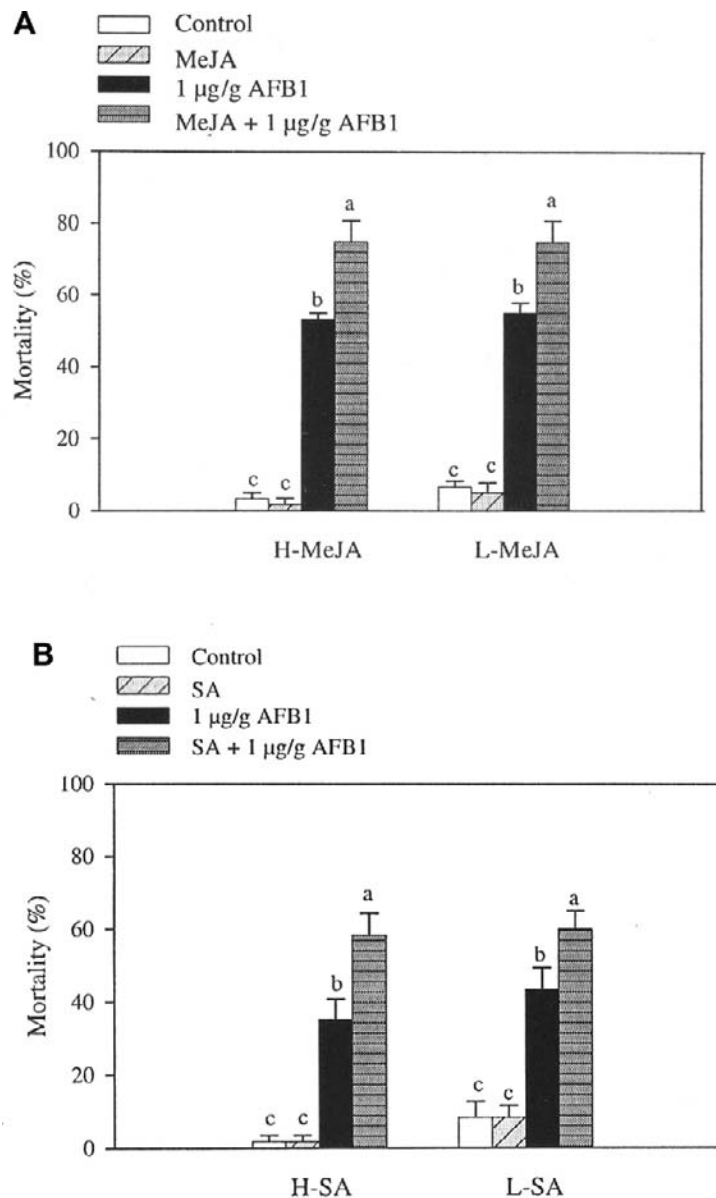 A
Control
MeJA
1 µg/g AFB1
MeJA + 1 µg/g AFB1
100
80
60
40
20
0
Mortality (%)
a a
b b
c c c c
H-MeJA L-MeJA
B
Control
SA
1 µg/g AFB1
SA + 1 µg/g AFB1
100
80
60
40
20
0
Mortality (%)
a a
b b
c c c c
H-SA L-SA